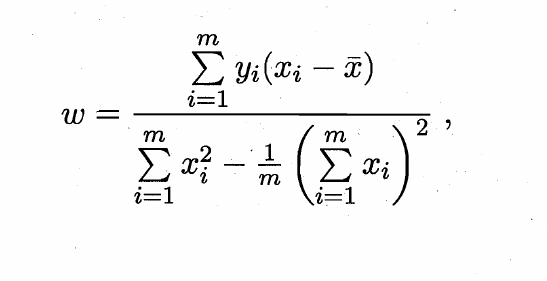 $$w = \frac{\sum_{i=1}^{m} y_i(x_i - \bar{x})}{\sum_{i=1}^{m} x_i^2 - \frac{1}{m}\left(\sum_{i=1}^{m} x_i\right)^2} ,$$